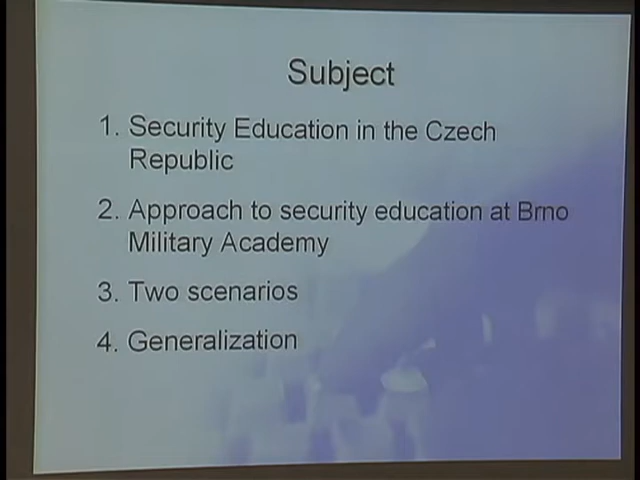 Subject
1. Security Education in the Czech
Republic
2. Approach to security education at Brno
Military Academy
3. Two scenarios
4. Generalization